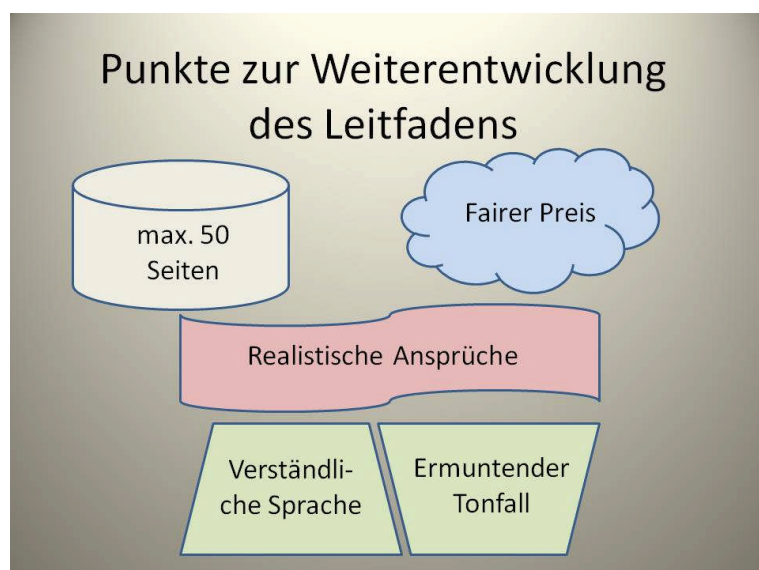 Punkte zur Weiterentwicklung
des Leitfadens
max. 50
Seiten
Fairer Preis
Realistische Ansprüche
Verständli-
che Sprache
Ermuntender
Tonfall